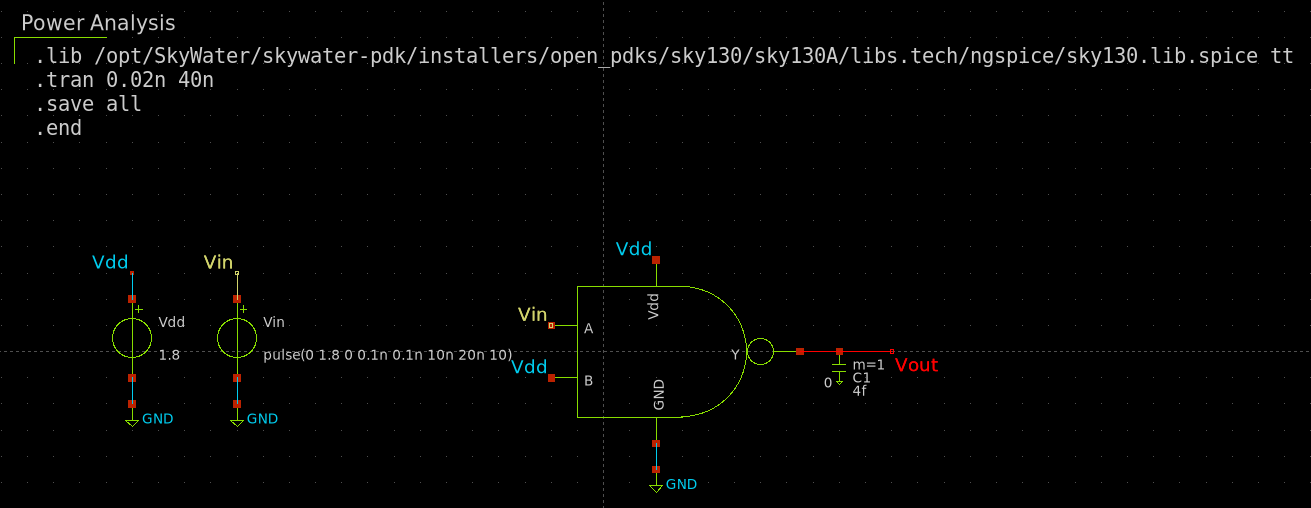 Power Analysis
.lib /opt/SkyWater/skywater-pdk/installers/open_pdks/sky130/sky130A/libs.tech/ngspice/sky130.lib.spice tt
.tran 0.02n 40n
.save all
.end
Vdd
Vin
+
+
Vdd
1.8
Vin
pulse(0 1.8 0 0.1n 0.1n 10n 20n 10)
GND
GND
Vdd
Vdd
Vin
A
Vdd
B
Y
GND
GND
m=1
C1
4f
0
Vout